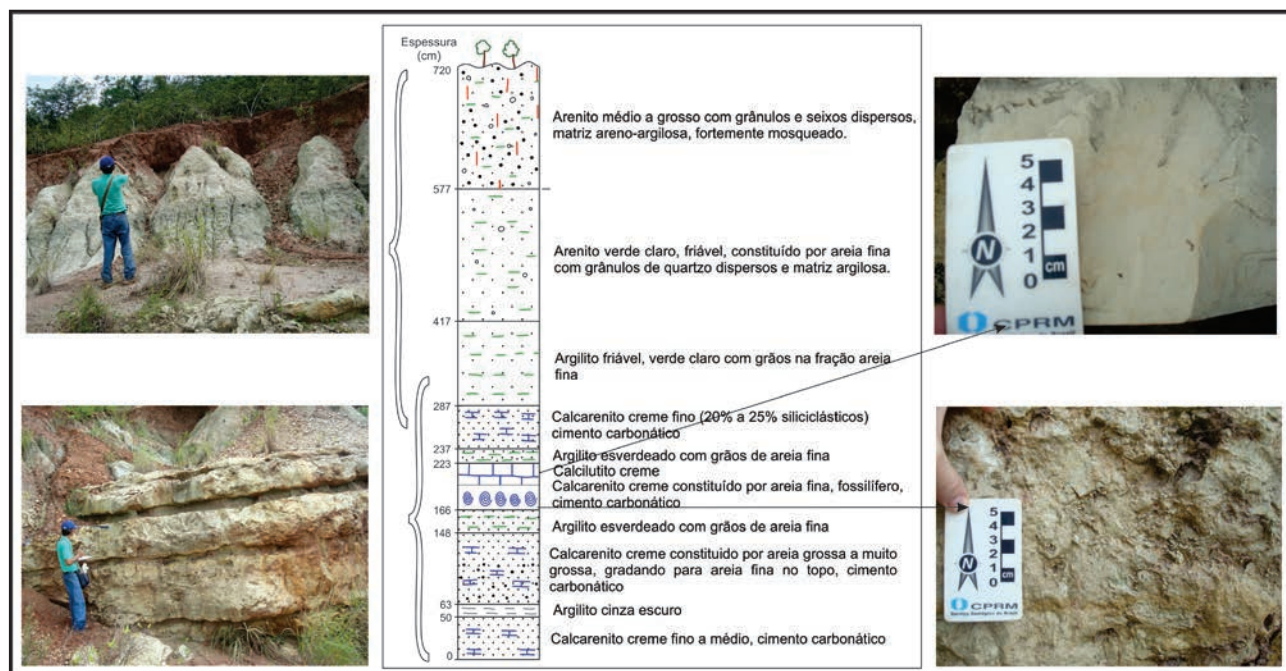 Espessura
(cm)
720
Arenito médio a grosso com grânulos e seixos dispersos,
matriz areno-argilosa, fortemente mosqueado.
577
Arenito verde claro, friável, constituído por areia fina
com grânulos de quartzo dispersos e matriz argilosa.
417
Argilito friável, verde claro com grãos na fração areia
fina
287
Calcarenito creme fino (20% a 25% siliciclásticos)
cimento carbonático
237
Argilito esverdeado com grãos de areia fina
223
Calcilutito creme
Calcarenito creme constituído por areia fina, fossilífero,
cimento carbonático
166
Argilito esverdeado com grãos de areia fina
148
Calcarenito creme constituido por areia grossa a muito
grossa, gradando para areia fina no topo, cimento
carbonático
63
Argilito cinza escuro
50
Calcarenito creme fino a médio, cimento carbonático
0
5
4
3
2
1
0
cm
N
CPRM
5
4
3
2
1
0
cm
N
CPRM
Serviço Geológico do Brasil